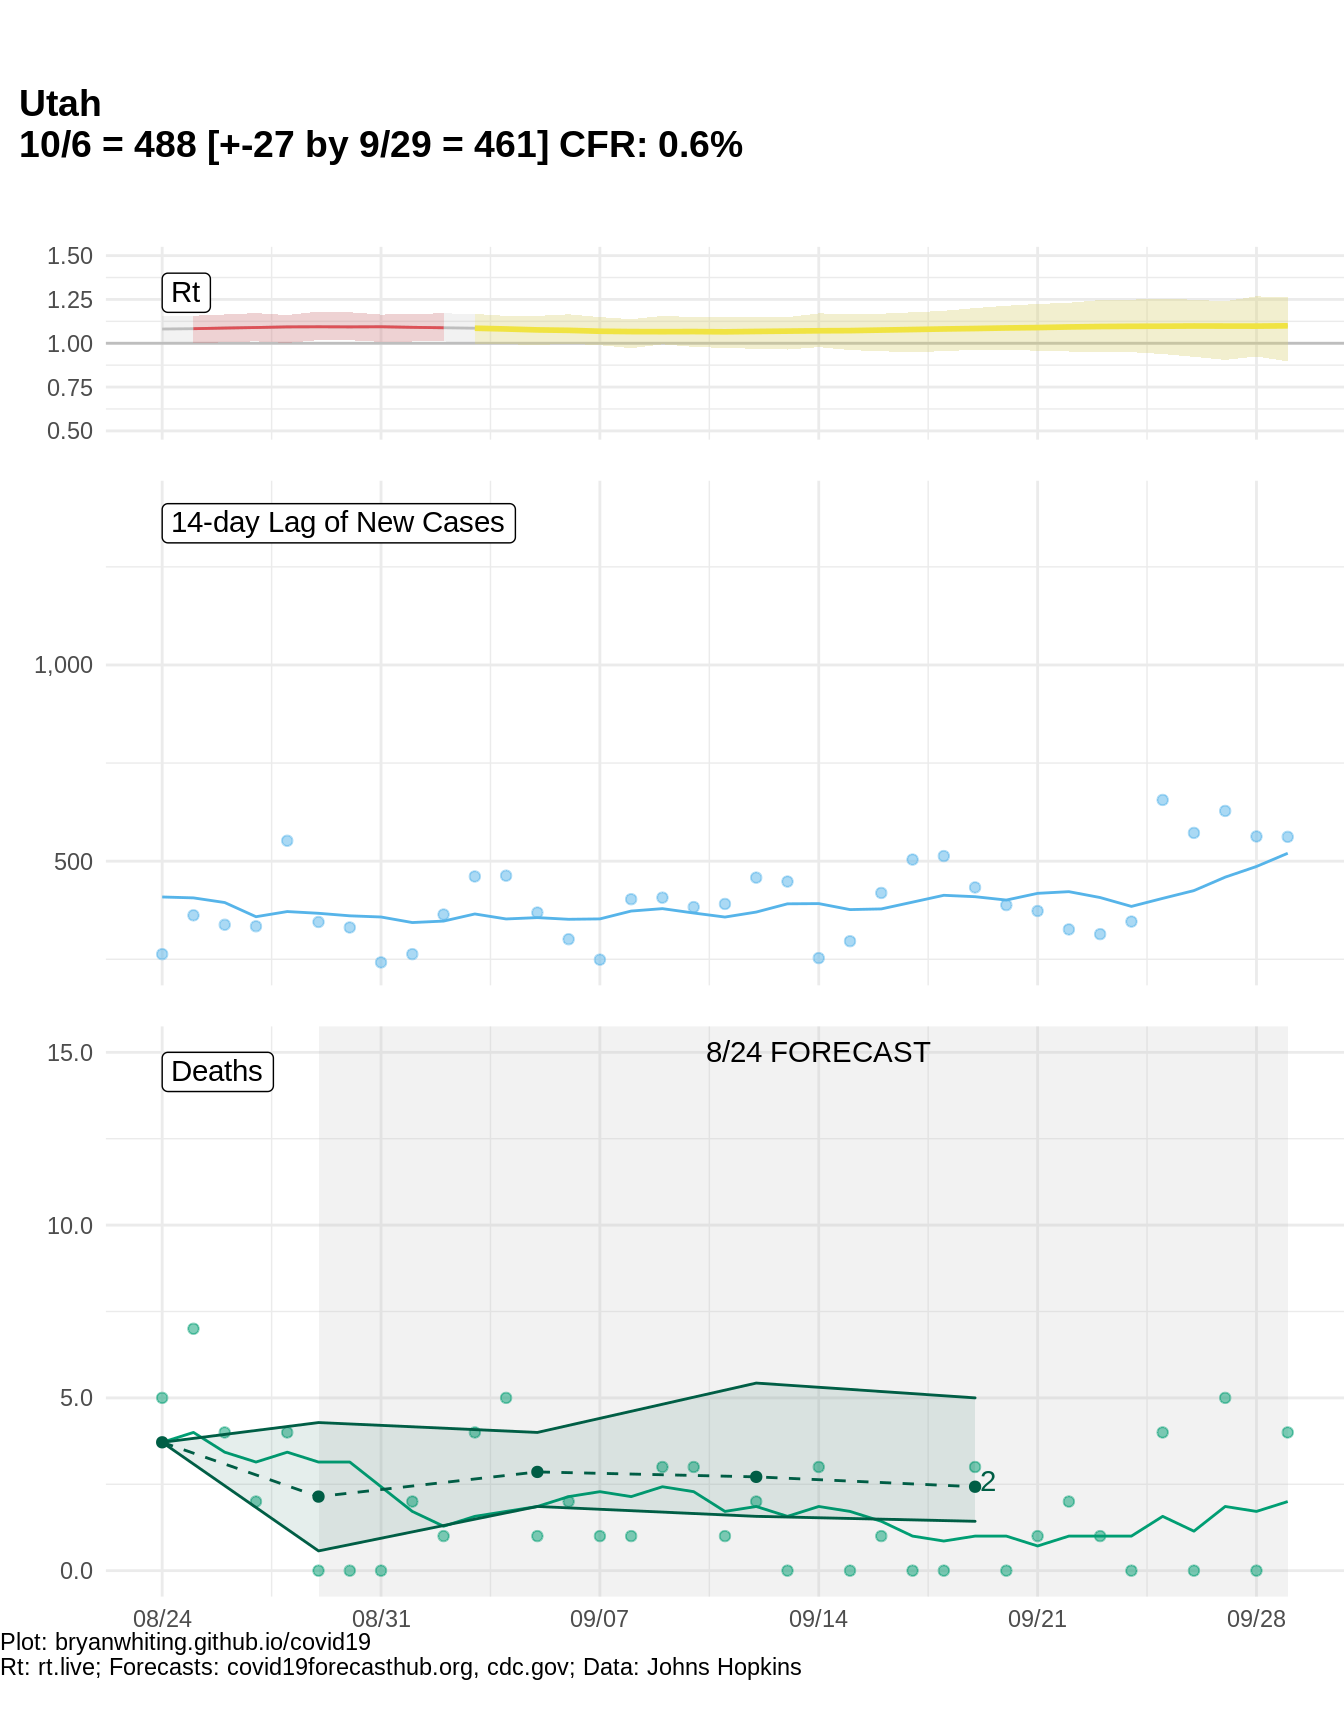 Utah
10/6 = 488 [+-27 by 9/29 = 461] CFR: 0.6%
1.50
Rt
1.25
1.00
0.75
0.50
14-day Lag of New Cases
1,000
500
15.0
8/24 FORECAST
Deaths
10.0
5.0
2
0.0
08/24 08/31 09/07 09/14 09/21 09/28
Plot: bryanwhiting.github.io/covid19
Rt: rt.live; Forecasts: covid19forecasthub.org, cdc.gov; Data: Johns Hopkins